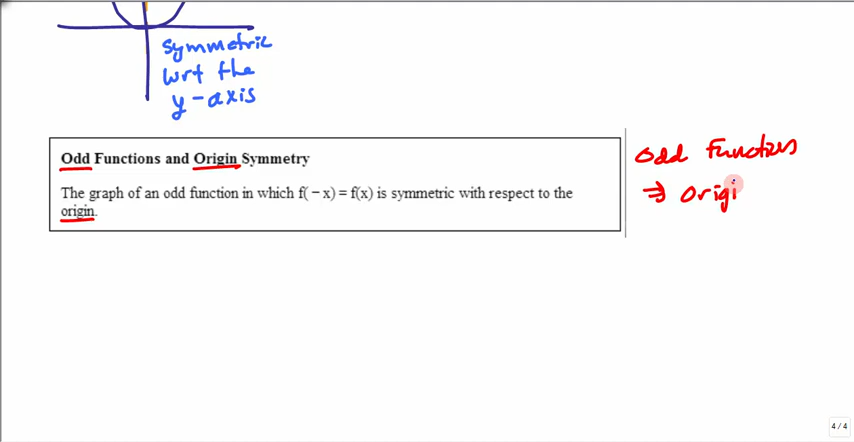 symmetric
wrt the
y-axis
Odd Functions and Origin Symmetry
The graph of an odd function in which f(-x) = f(x) is symmetric with respect to the
origin.
Odd Functions
⇒ Origi
4 / 4